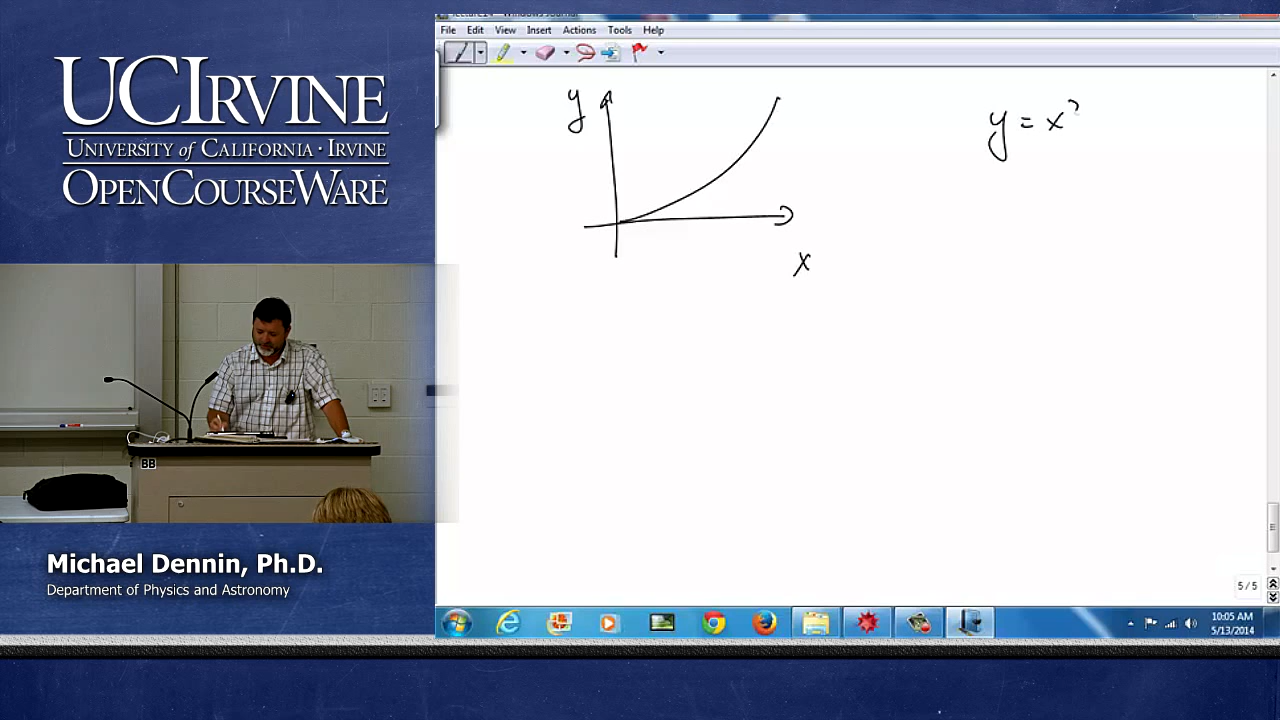 UCIRVINE
UNIVERSITY of CALIFORNIA · IRVINE
OPENCOURSEWARE
BB
Michael Dennin, Ph.D.
Department of Physics and Astronomy
File Edit View Insert Actions Tools Help
y
x
y = x²
5 / 5
10:05 AM
5/13/2014